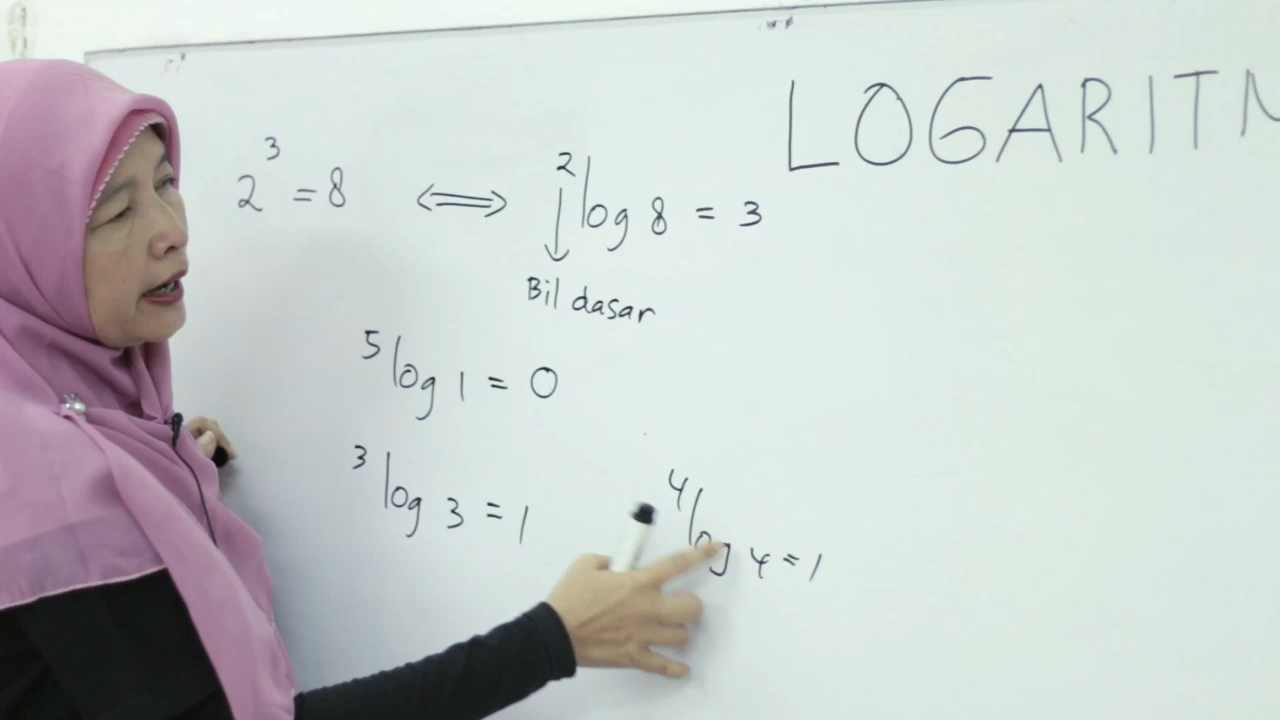 LOGARITM
2³ = 8 ⟺ ²log 8 = 3
↓
Bil dasar
⁵log 1 = 0
³log 3 = 1
⁴log 4 = 1